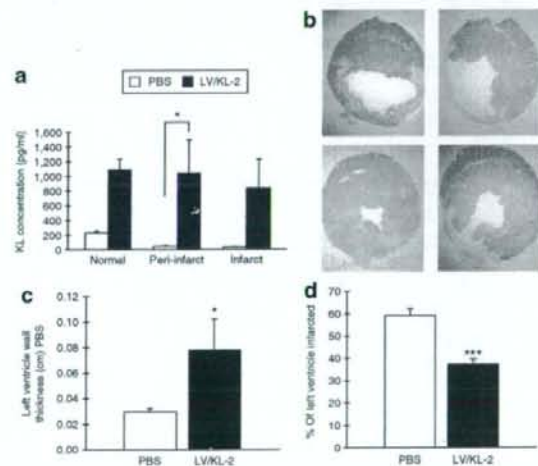 a
PBS LV/KL-2
KL concentration (pg/ml)
1,600
1,400
1,200
1,000
800
600
400
200
0
*
Normal Peri-infarct Infarct
b
c
Left ventricle wall
thickness (cm) PBS
0.12
0.10
0.08
0.06
0.04
0.02
0.00
*
PBS LV/KL-2
d
% Of left ventricle infarcted
70
60
50
40
30
20
10
0
***
PBS LV/KL-2